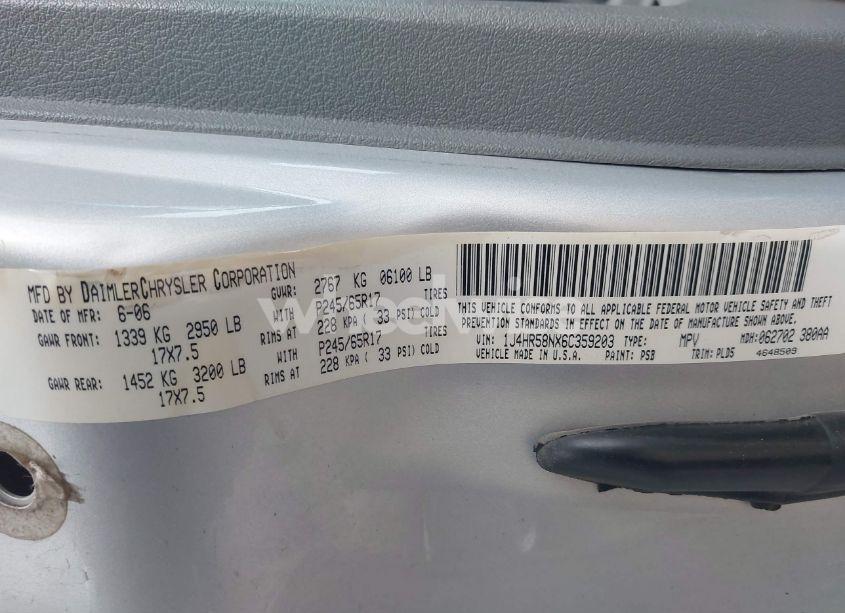 MFD BY DAIMLERCHRYSLER CORPORATION
DATE OF MFR: 6-06 GVWR: 2767 KG 06100 LB
GAWR FRONT: 1339 KG 2950 LB WITH P245/65R17 TIRES
17X7.5 RIMS AT 228 KPA ( 33 PSI) COLD
GAWR REAR: 1452 KG 3200 LB WITH P245/65R17 TIRES
17X7.5 RIMS AT 228 KPA ( 33 PSI) COLD
THIS VEHICLE CONFORMS TO ALL APPLICABLE FEDERAL MOTOR VEHICLE SAFETY AND THEFT
PREVENTION STANDARDS IN EFFECT ON THE DATE OF MANUFACTURE SHOWN ABOVE.
VIN: 1J4HR58NX6C359203 TYPE: MPV MDH: 062702 380AA
VEHICLE MADE IN U.S.A. PAINT: PSB TRIM: PLD5 4648509